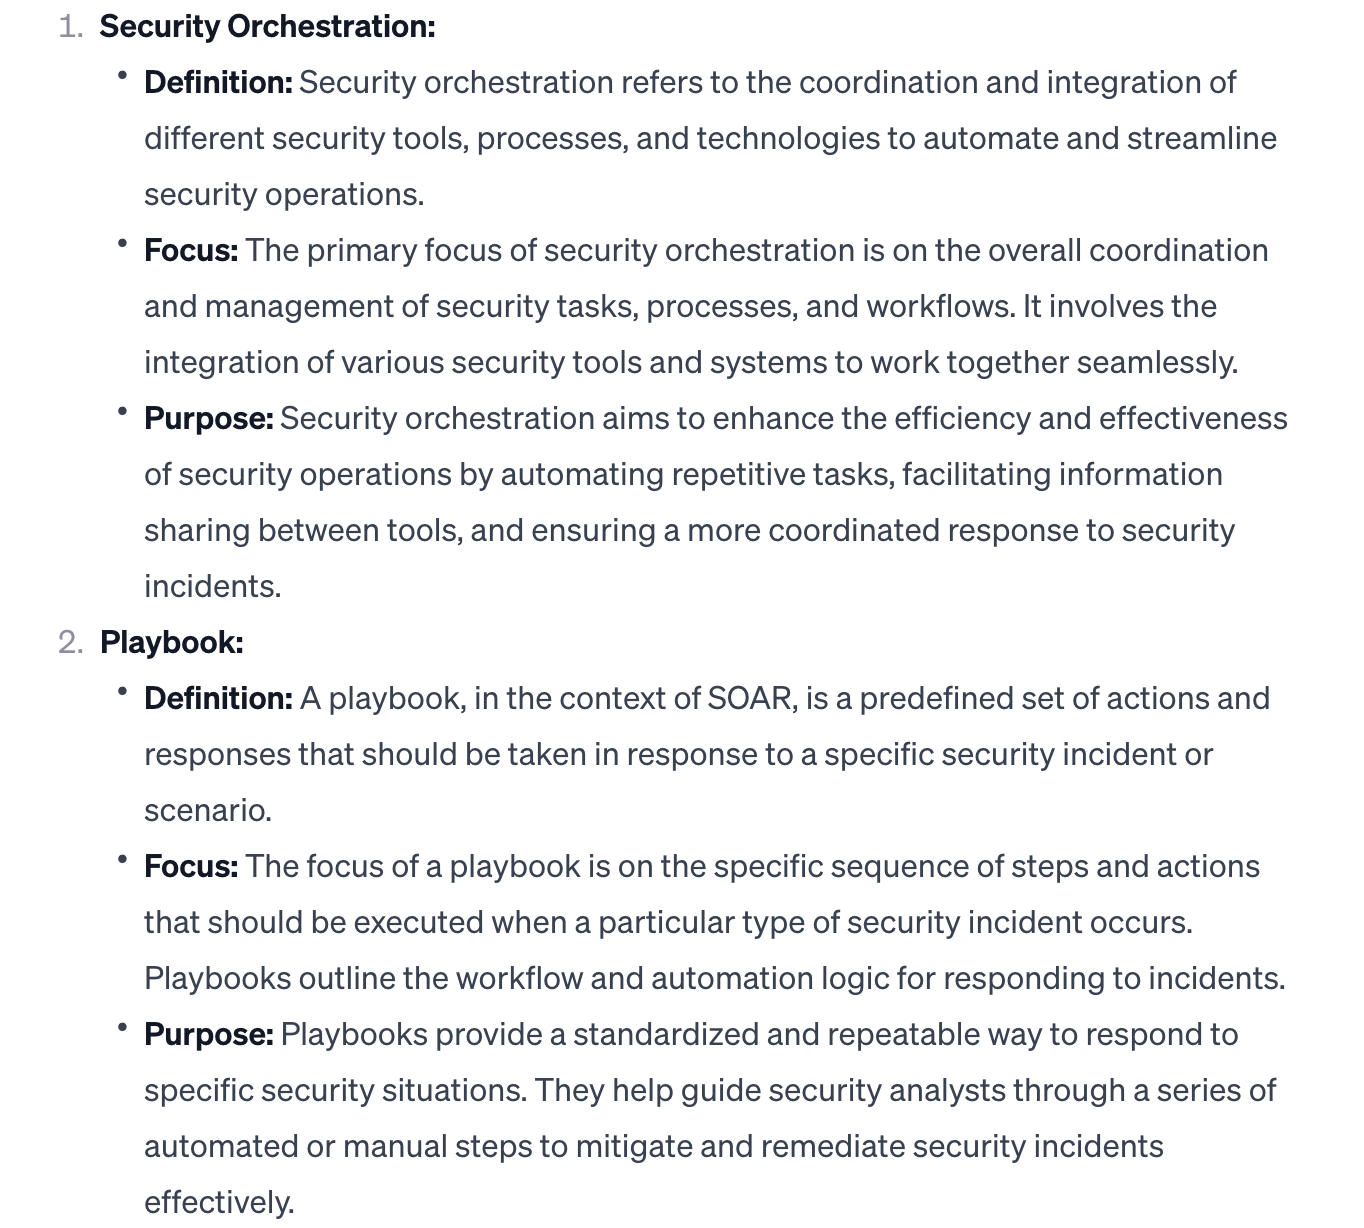 1. Security Orchestration:
• Definition: Security orchestration refers to the coordination and integration of
different security tools, processes, and technologies to automate and streamline
security operations.
• Focus: The primary focus of security orchestration is on the overall coordination
and management of security tasks, processes, and workflows. It involves the
integration of various security tools and systems to work together seamlessly.
• Purpose: Security orchestration aims to enhance the efficiency and effectiveness
of security operations by automating repetitive tasks, facilitating information
sharing between tools, and ensuring a more coordinated response to security
incidents.
2. Playbook:
• Definition: A playbook, in the context of SOAR, is a predefined set of actions and
responses that should be taken in response to a specific security incident or
scenario.
• Focus: The focus of a playbook is on the specific sequence of steps and actions
that should be executed when a particular type of security incident occurs.
Playbooks outline the workflow and automation logic for responding to incidents.
• Purpose: Playbooks provide a standardized and repeatable way to respond to
specific security situations. They help guide security analysts through a series of
automated or manual steps to mitigate and remediate security incidents
effectively.